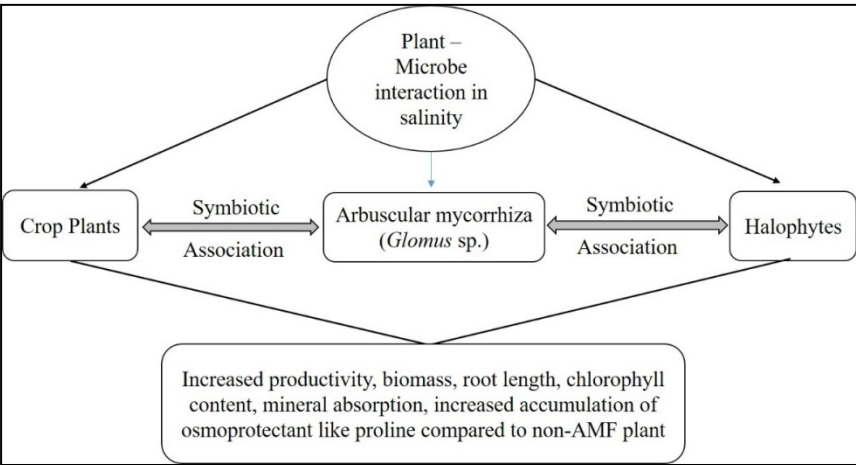 Plant –
Microbe
interaction in
salinity
Symbiotic
Symbiotic
Crop Plants
Arbuscular mycorrhiza
(Glomus sp.)
Halophytes
Association
Association
Increased productivity, biomass, root length, chlorophyll
content, mineral absorption, increased accumulation of
osmoprotectant like proline compared to non-AMF plant